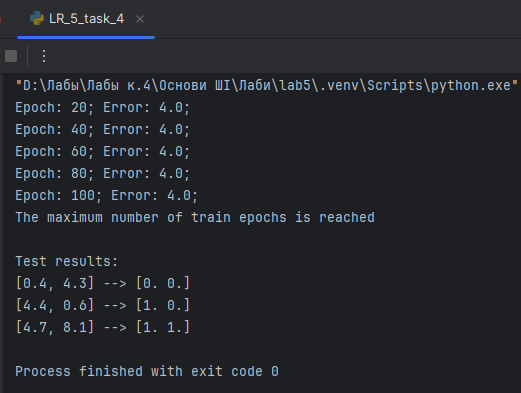 LR_5_task_4
"D:\Лабы\Лабы к.4\Основи ШІ\Лаби\lab5\.venv\Scripts\python.exe"
Epoch: 20; Error: 4.0;
Epoch: 40; Error: 4.0;
Epoch: 60; Error: 4.0;
Epoch: 80; Error: 4.0;
Epoch: 100; Error: 4.0;
The maximum number of train epochs is reached
Test results:
[0.4, 4.3] --> [0. 0.]
[4.4, 0.6] --> [1. 0.]
[4.7, 8.1] --> [1. 1.]
Process finished with exit code 0